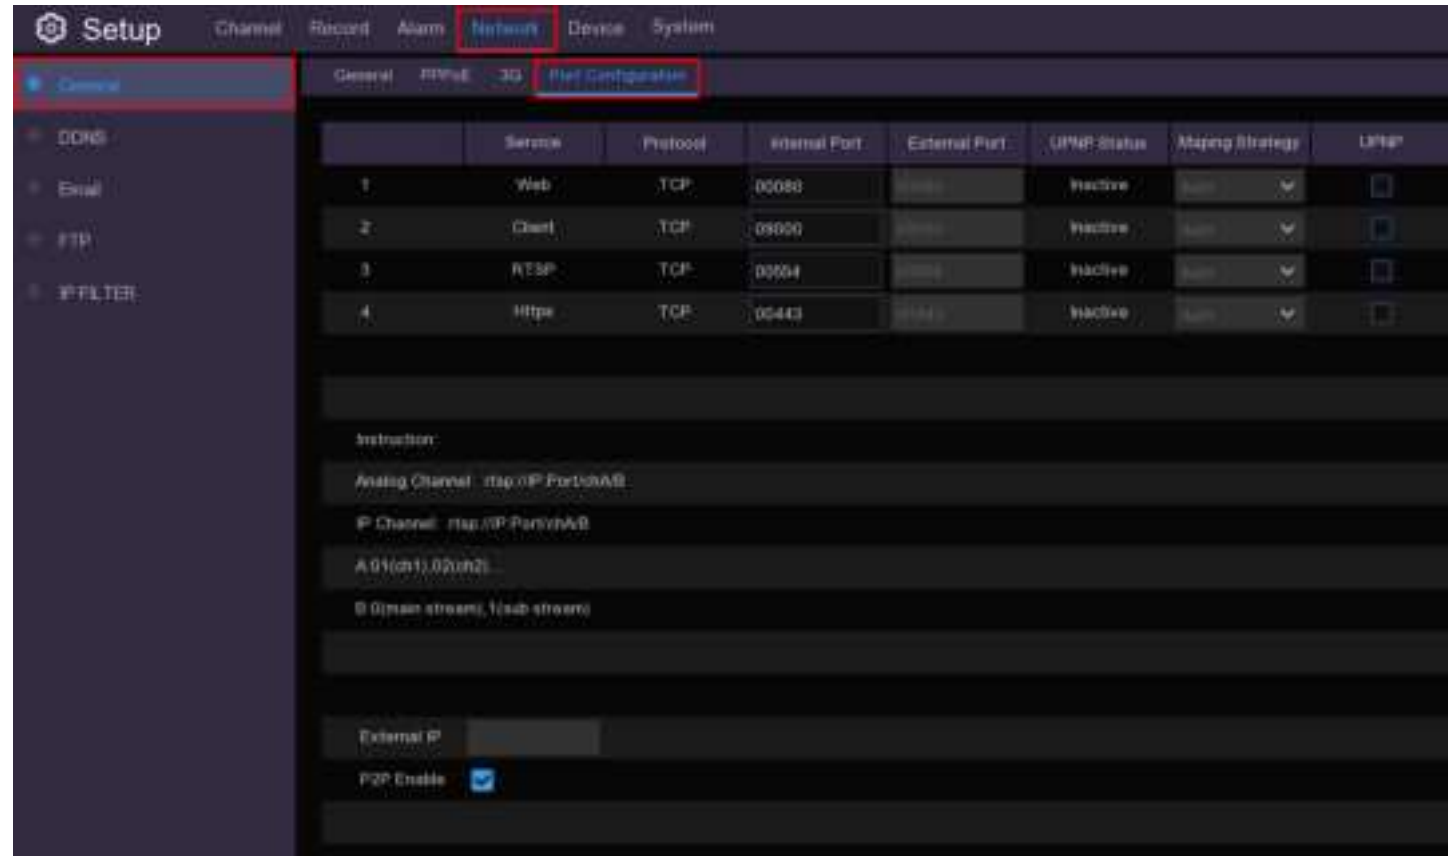 Setup Channel Record Alarm Network Device System
General PPPoE 3G Port Configuration
General
DDNS
Email
FTP
IP FILTER
Service Protocol Internal Port External Port UPNP Status Maping Strategy UPNP
1 Web TCP 00080 Inactive
2 Client TCP 09000 Inactive
3 RTSP TCP 00554 Inactive
4 Https TCP 00443 Inactive
Instruction:
Analog Channel: rtsp://IP:Port/chA/B
IP Channel: rtsp://IP:Port/chA/B
A:01(ch1),02(ch2)...
B:0(main stream),1(sub stream)
External IP
P2P Enable